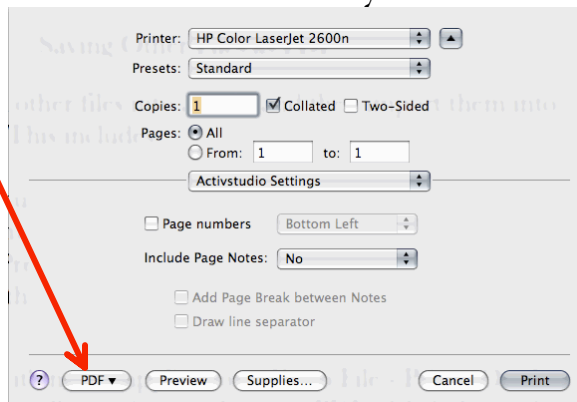 Printer: HP Color LaserJet 2600n
Presets: Standard
Copies: 1 Collated Two-Sided
Pages: All
From: 1 to: 1
Activstudio Settings
Page numbers Bottom Left
Include Page Notes: No
Add Page Break between Notes
Draw line separator
? PDF Preview Supplies... Cancel Print